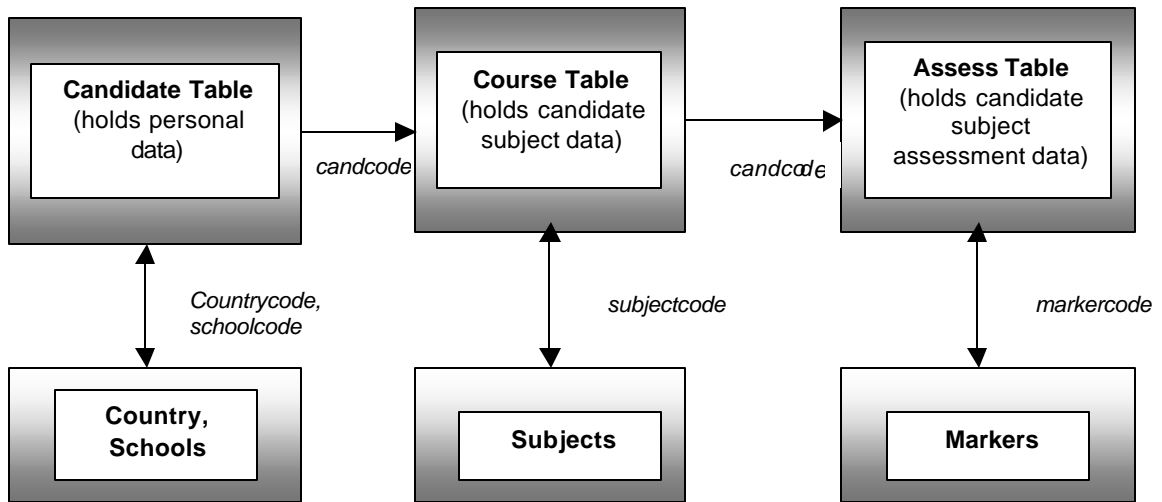 Candidate Table
(holds personal
data)
candcode
Course Table
(holds candidate
subject data)
candcode
Assess Table
(holds candidate
subject
assessment data)
Countrycode,
schoolcode
subjectcode
markercode
Country,
Schools
Subjects
Markers